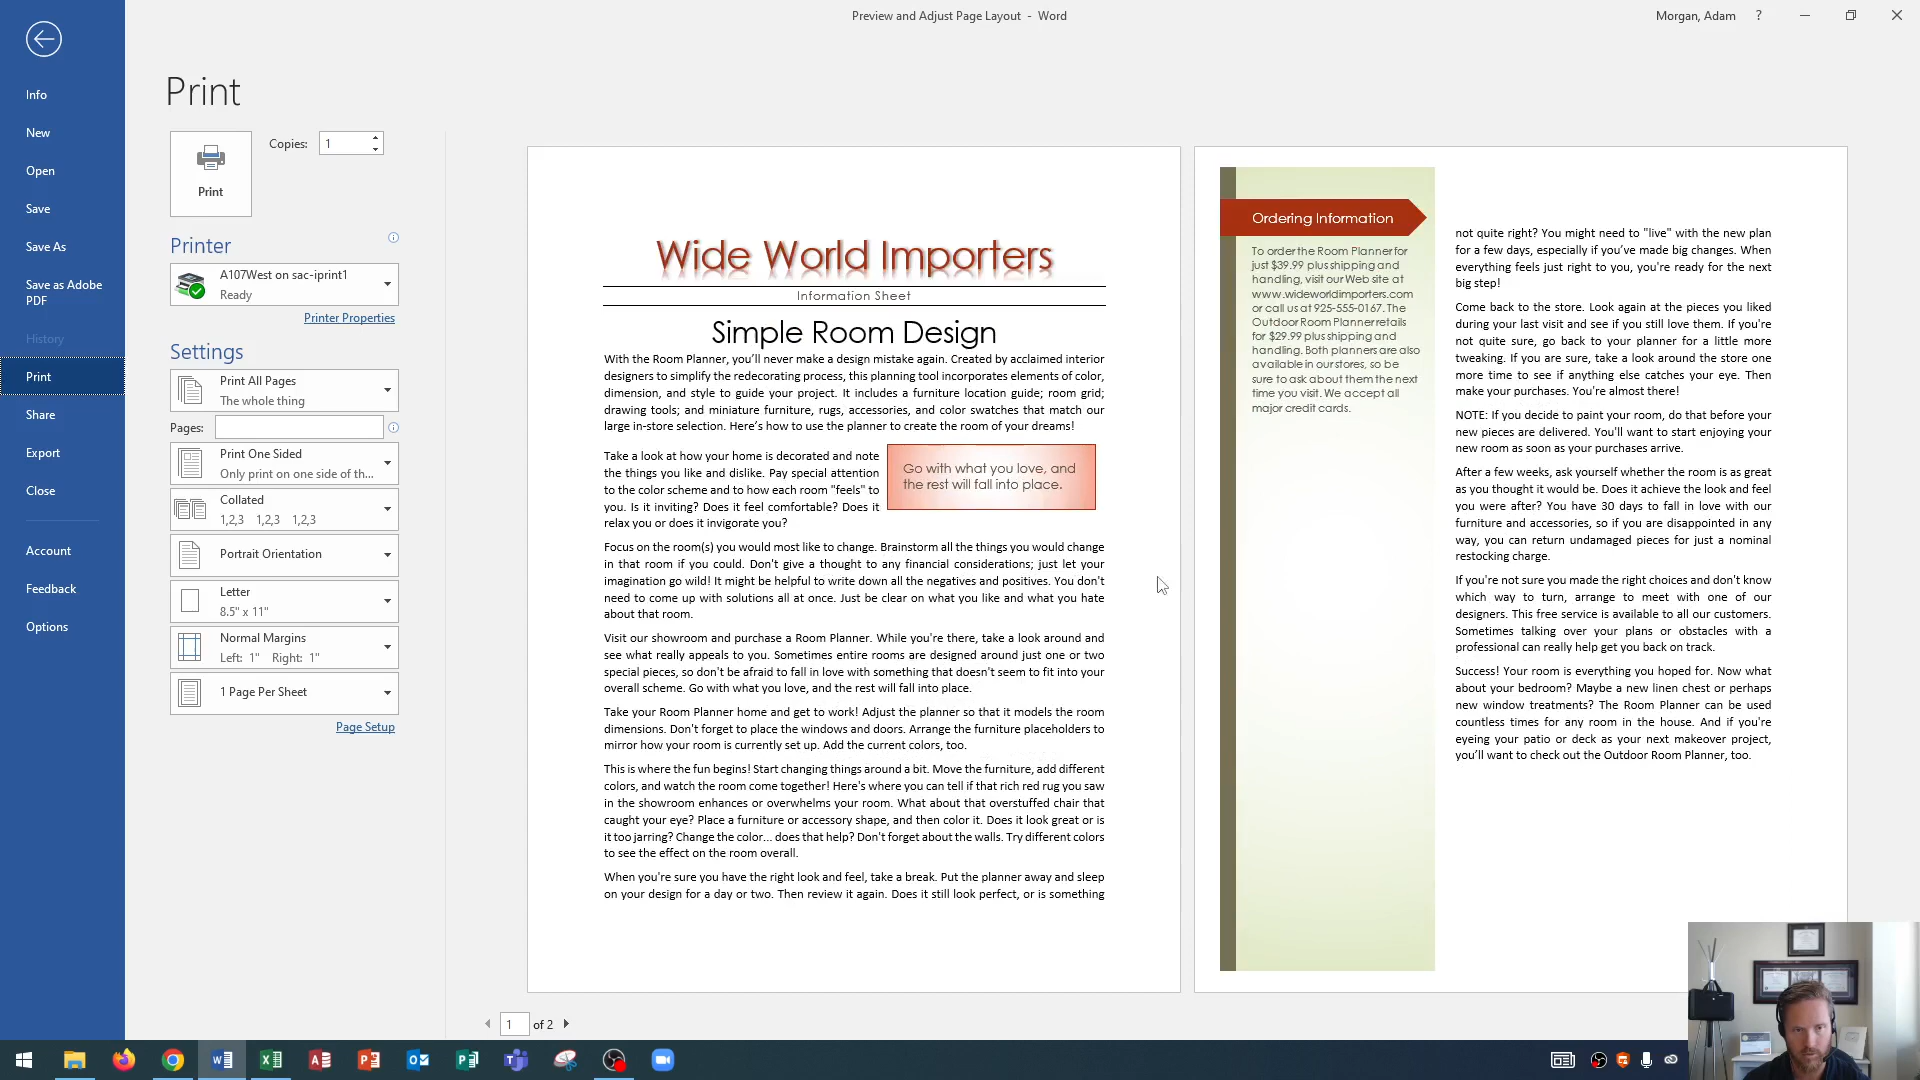 Preview and Adjust Page Layout - Word
Morgan, Adam
?
Info
New
Open
Save
Save As
Save as Adobe
PDF
History
Print
Share
Export
Close
Account
Feedback
Options
Print
Print
Copies:
1
Printer
A107West on sac-iprint1
Ready
Printer Properties
Settings
Print All Pages
The whole thing
Pages:
Print One Sided
Only print on one side of th...
Collated
1,2,3 1,2,3 1,2,3
Portrait Orientation
Letter
8.5" x 11"
Normal Margins
Left: 1" Right: 1"
1 Page Per Sheet
Page Setup
Wide World Importers
Information Sheet
Simple Room Design
With the Room Planner, you'll never make a design mistake again. Created by acclaimed interior
designers to simplify the redecorating process, this planning tool incorporates elements of color,
dimension, and style to guide your project. It includes a furniture location guide; room grid;
drawing tools; and miniature furniture, rugs, accessories, and color swatches that match our
large in-store selection. Here's how to use the planner to create the room of your dreams!
Take a look at how your home is decorated and note
the things you like and dislike. Pay special attention
to the color scheme and to how each room "feels" to
you. Is it inviting? Does it feel comfortable? Does it
relax you or does it invigorate you?
Go with what you love, and
the rest will fall into place.
Focus on the room(s) you would most like to change. Brainstorm all the things you would change
in that room if you could. Don't give a thought to any financial considerations; just let your
imagination go wild! It might be helpful to write down all the negatives and positives. You don't
need to come up with solutions all at once. Just be clear on what you like and what you hate
about that room.
Visit our showroom and purchase a Room Planner. While you're there, take a look around and
see what really appeals to you. Sometimes entire rooms are designed around just one or two
special pieces, so don't be afraid to fall in love with something that doesn't seem to fit into your
overall scheme. Go with what you love, and the rest will fall into place.
Take your Room Planner home and get to work! Adjust the planner so that it models the room
dimensions. Don't forget to place the windows and doors. Arrange the furniture placeholders to
mirror how your room is currently set up. Add the current colors, too.
This is where the fun begins! Start changing things around a bit. Move the furniture, add different
colors, and watch the room come together! Here's where you can tell if that rich red rug you saw
in the showroom enhances or overwhelms your room. What about that overstuffed chair that
caught your eye? Place a furniture or accessory shape, and then color it. Does it look great or is
it too jarring? Change the color... does that help? Don't forget about the walls. Try different colors
to see the effect on the room overall.
When you're sure you have the right look and feel, take a break. Put the planner away and sleep
on your design for a day or two. Then review it again. Does it still look perfect, or is something
Ordering Information
To order the Room Planner for
just $39.99 plus shipping and
handling, visit our Web site at
www.wideworldimporters.com
or call us at 925-555-0167. The
Outdoor Room Planner retails
for $29.99 plus shipping and
handling. Both planners are also
available in our stores, so be
sure to ask about them the next
time you visit. We accept all
major credit cards.
not quite right? You might need to "live" with the new plan
for a few days, especially if you've made big changes. When
everything feels just right to you, you're ready for the next
big step!
Come back to the store. Look again at the pieces you liked
during your last visit and see if you still love them. If you're
not quite sure, go back to your planner for a little more
tweaking. If you are sure, take a look around the store one
more time to see if anything else catches your eye. Then
make your purchases. You're almost there!
NOTE: If you decide to paint your room, do that before your
new pieces are delivered. You'll want to start enjoying your
new room as soon as your purchases arrive.
After a few weeks, ask yourself whether the room is as great
as you thought it would be. Does it achieve the look and feel
you were after? You have 30 days to fall in love with our
furniture and accessories, so if you are disappointed in any
way, you can return undamaged pieces for just a nominal
restocking charge.
If you're not sure you made the right choices and don't know
which way to turn, arrange to meet with one of our
designers. This free service is available to all our customers.
Sometimes talking over your plans or obstacles with a
professional can really help get you back on track.
Success! Your room is everything you hoped for. Now what
about your bedroom? Maybe a new linen chest or perhaps
new window treatments? The Room Planner can be used
countless times for any room in the house. And if you're
eyeing your patio or deck as your next makeover project,
you'll want to check out the Outdoor Room Planner, too.
1 of 2